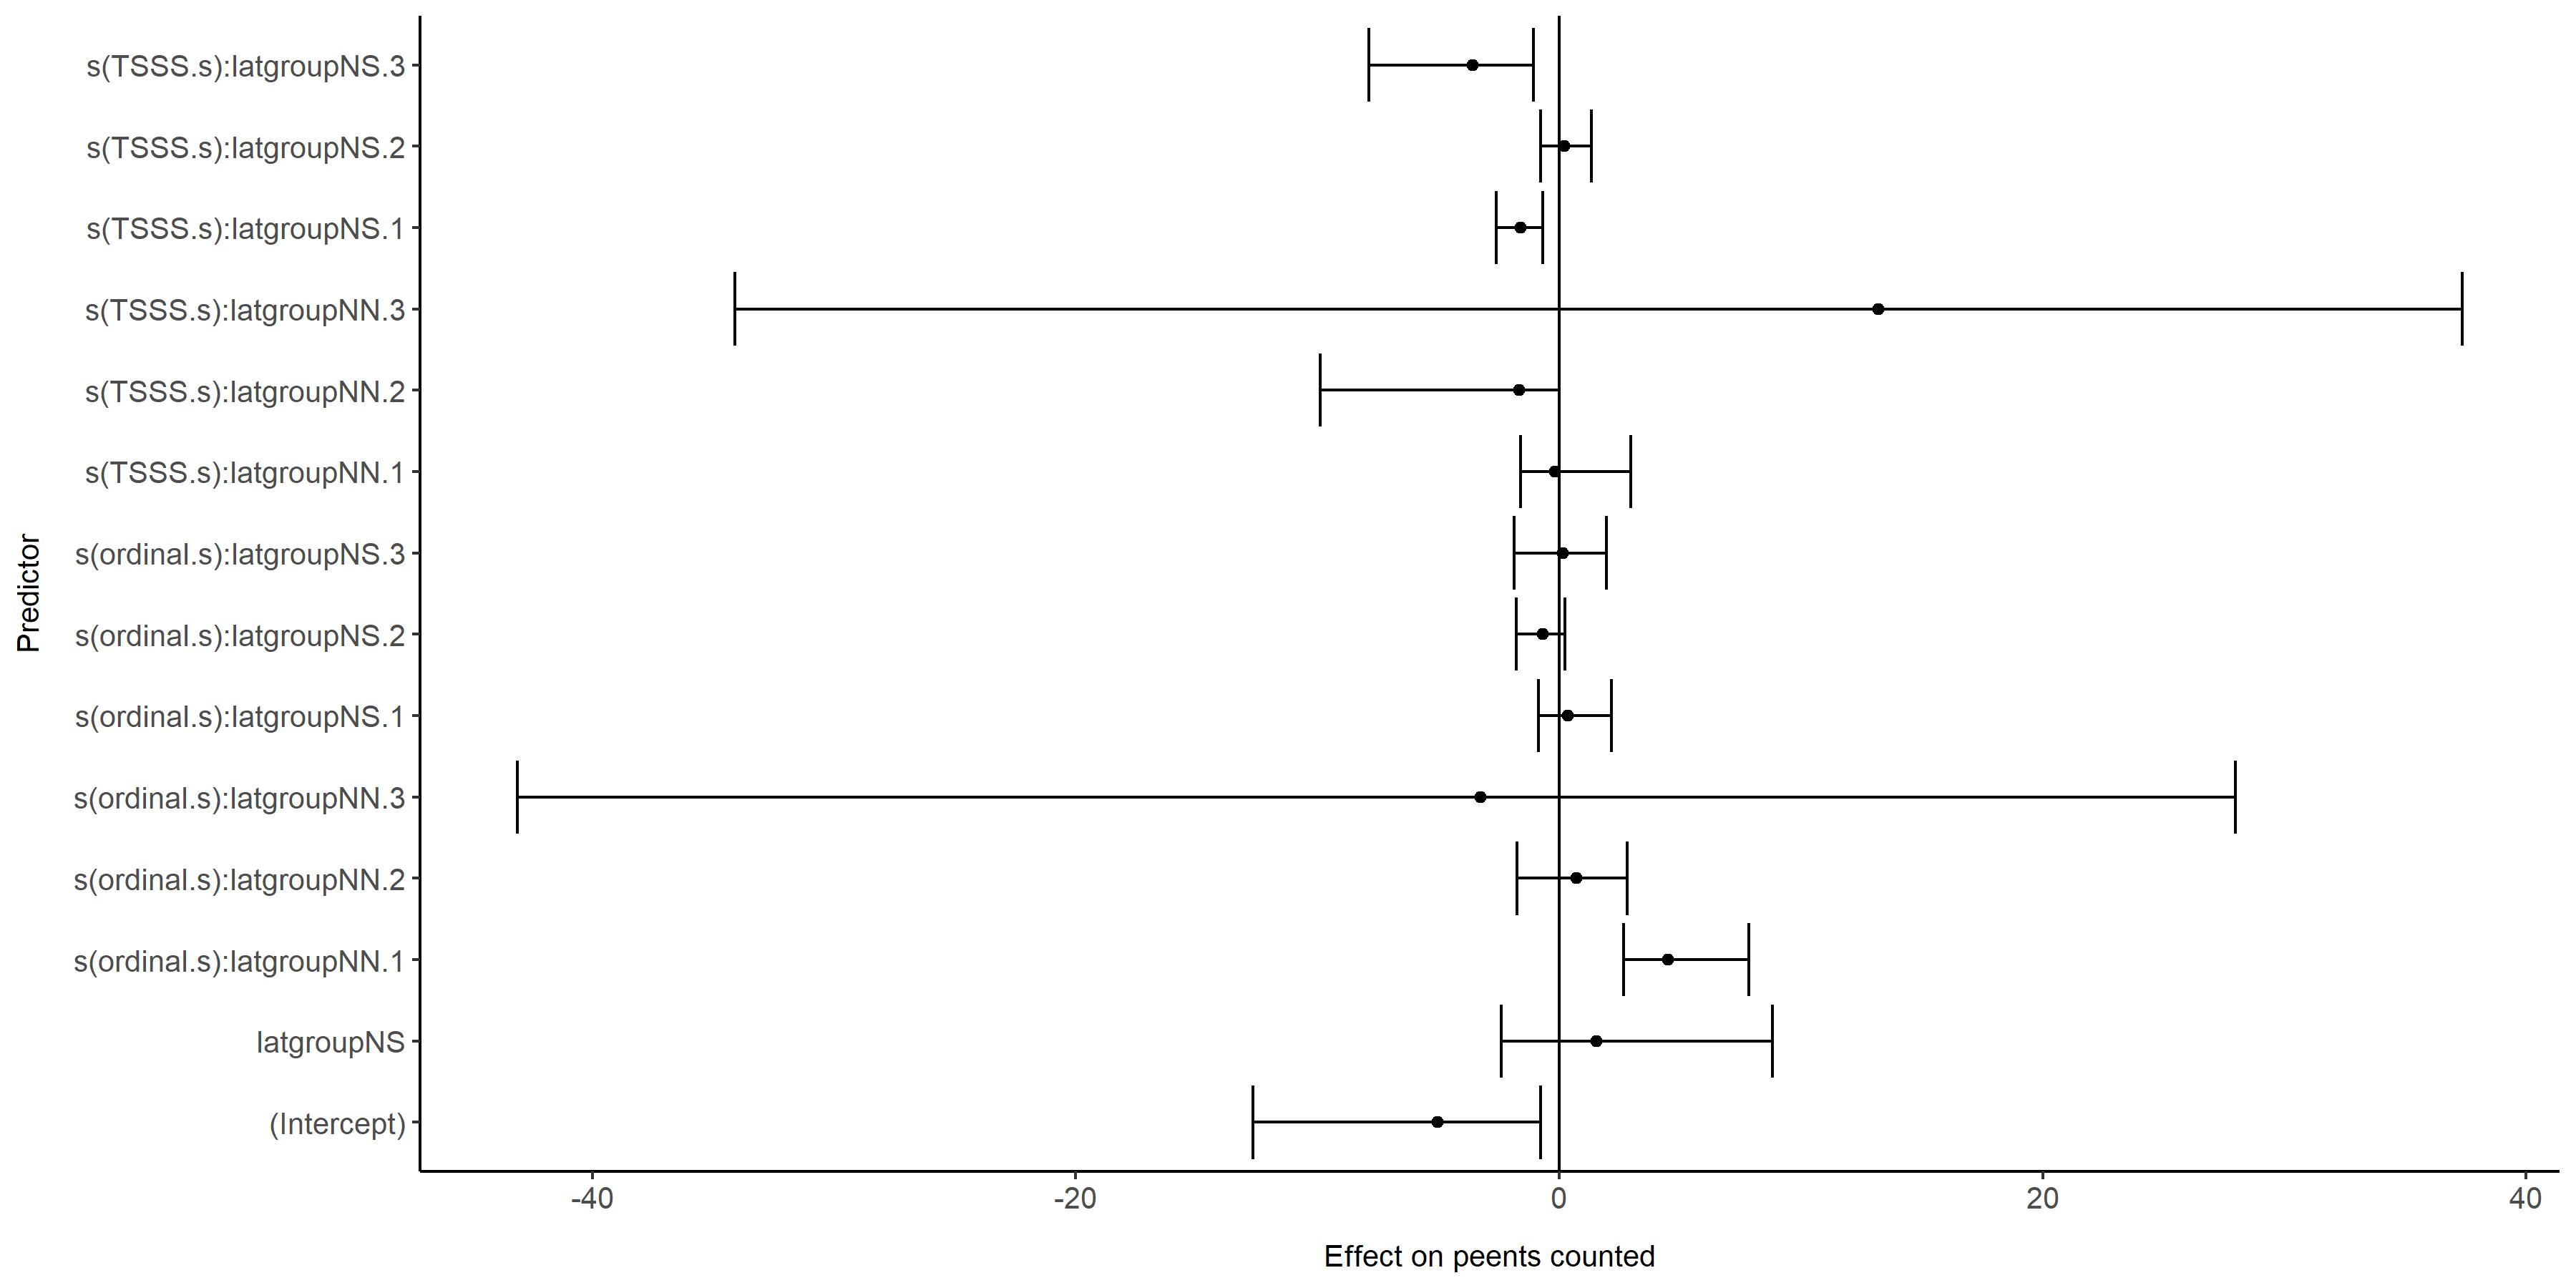 s(TSSS.s):latgroupNS.3
s(TSSS.s):latgroupNS.2
s(TSSS.s):latgroupNS.1
s(TSSS.s):latgroupNN.3
s(TSSS.s):latgroupNN.2
s(TSSS.s):latgroupNN.1
s(ordinal.s):latgroupNS.3
s(ordinal.s):latgroupNS.2
s(ordinal.s):latgroupNS.1
s(ordinal.s):latgroupNN.3
s(ordinal.s):latgroupNN.2
s(ordinal.s):latgroupNN.1
latgroupNS
(Intercept)
Predictor
-40 -20 0 20 40
Effect on peents counted